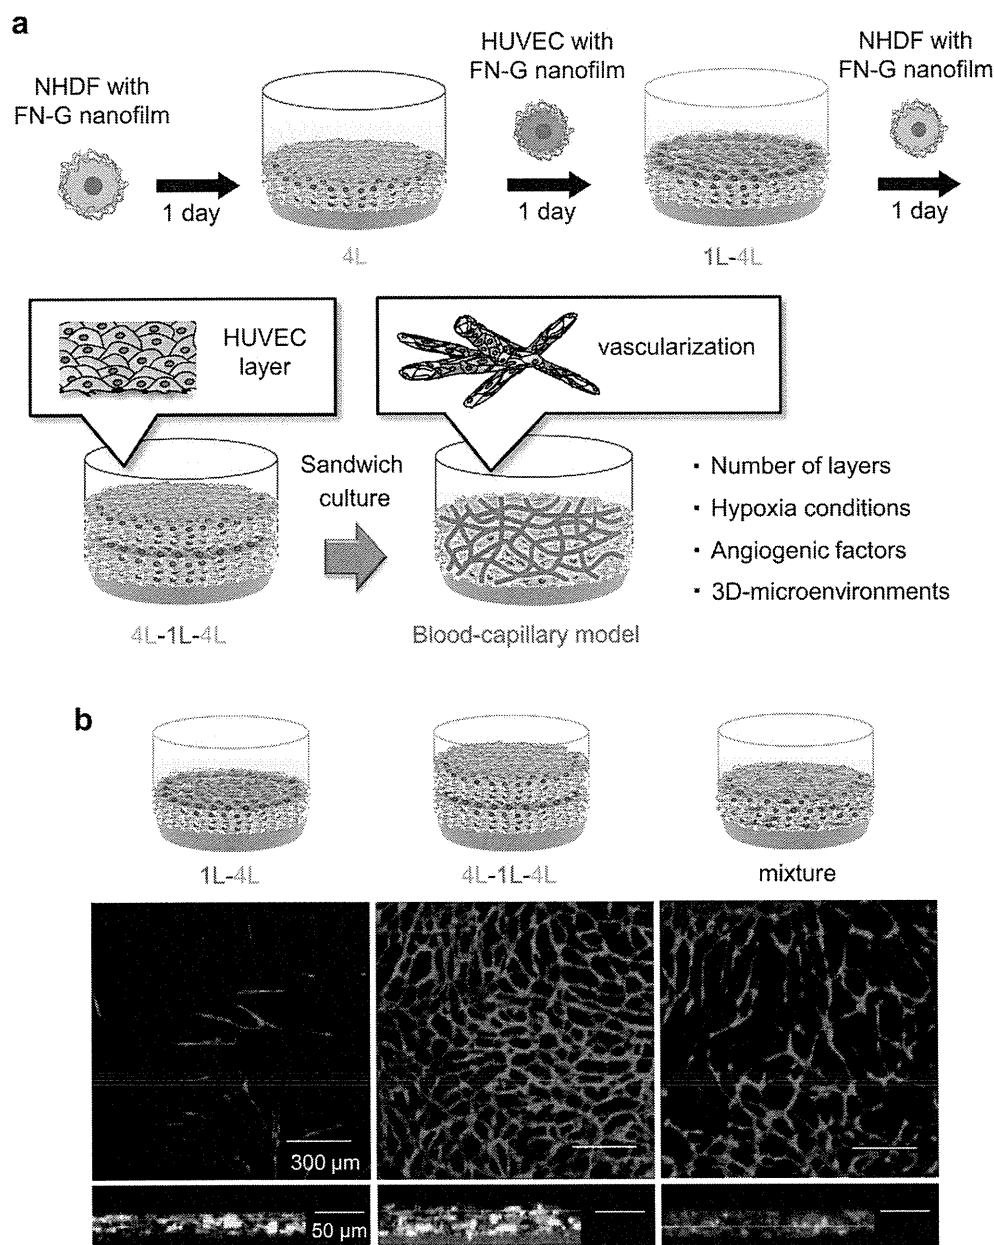 a
NHDF with
FN-G nanofilm
1 day
4L
HUVEC with
FN-G nanofilm
1 day
1L-4L
NHDF with
FN-G nanofilm
1 day
HUVEC
layer
vascularization
4L-1L-4L
Sandwich
culture
Blood-capillary model
· Number of layers
· Hypoxia conditions
· Angiogenic factors
· 3D-microenvironments
b
1L-4L
4L-1L-4L
mixture
300 µm
50 µm